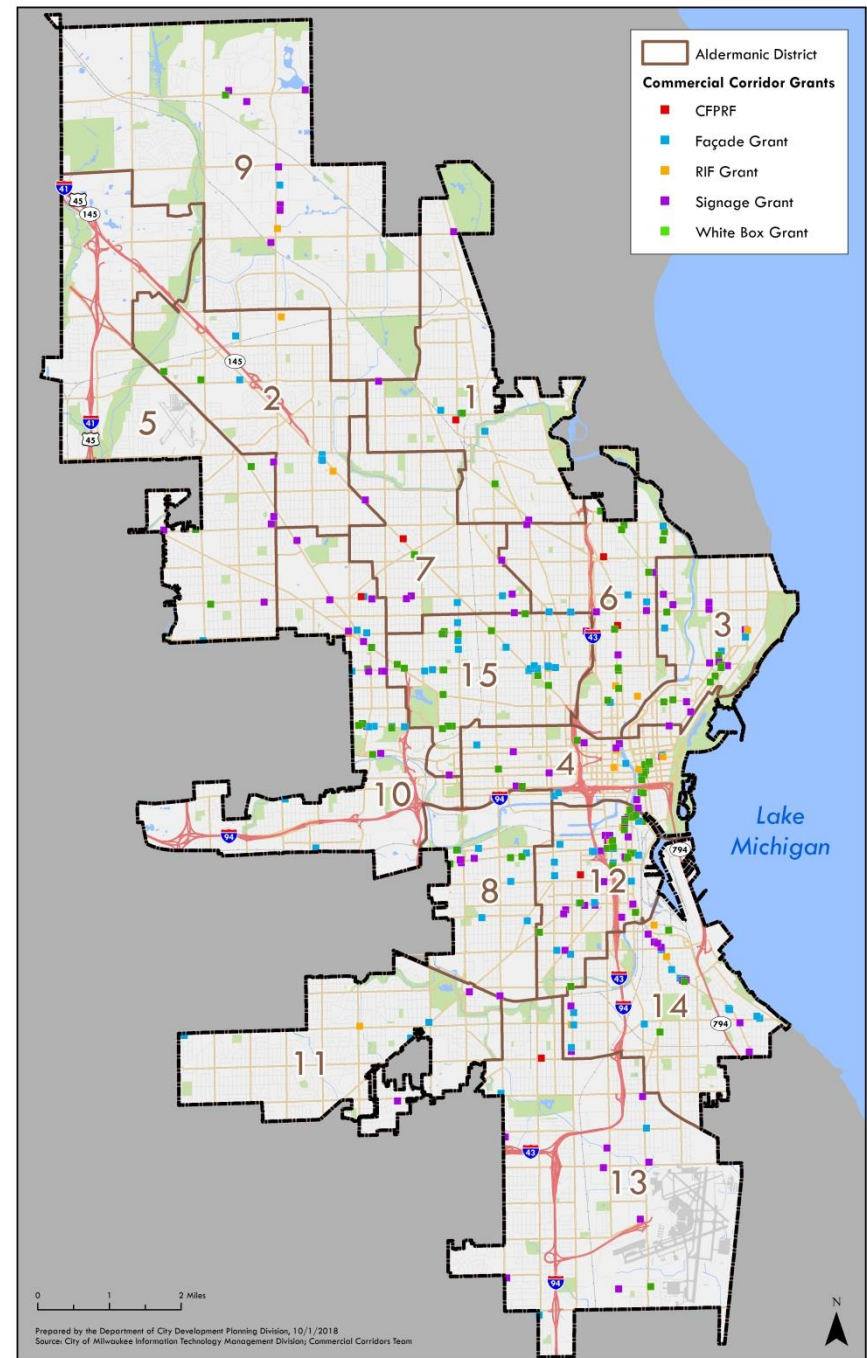 Aldermanic District
Commercial Corridor Grants
CFPRF
Façade Grant
RIF Grant
Signage Grant
White Box Grant
9
41
45
145
145
2
1
5
41
45
7
6
3
43
15
4
10
94
94
Lake
Michigan
794
8
12
43
94
14
794
11
43
13
94
0 1 2 Miles
N
Prepared by the Department of City Development Planning Division, 10/1/2018
Source: City of Milwaukee Information Technology Management Division; Commercial Corridors Team